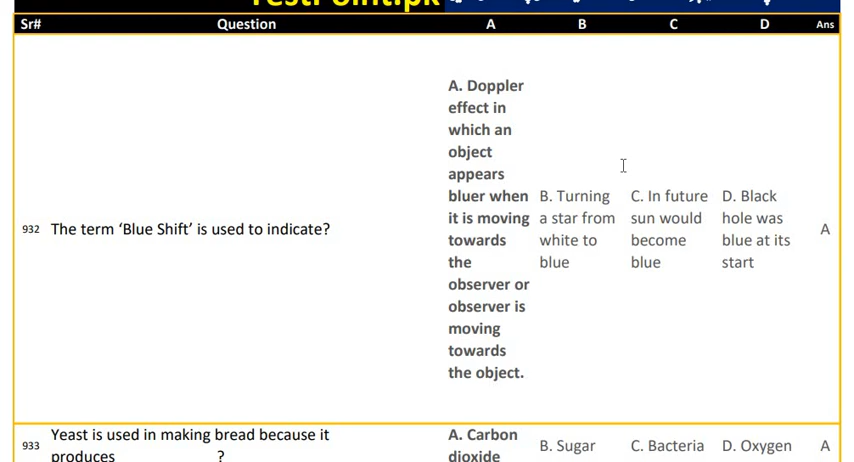 TestPoint.pk
Sr# Question A B C D Ans
932 The term ‘Blue Shift’ is used to indicate?
A. Doppler
effect in
which an
object
appears
bluer when
it is moving
towards
the
observer or
observer is
moving
towards
the object.
B. Turning
a star from
white to
blue
C. In future
sun would
become
blue
D. Black
hole was
blue at its
start
A
933 Yeast is used in making bread because it
produces ?
A. Carbon
dioxide
B. Sugar
C. Bacteria
D. Oxygen
A